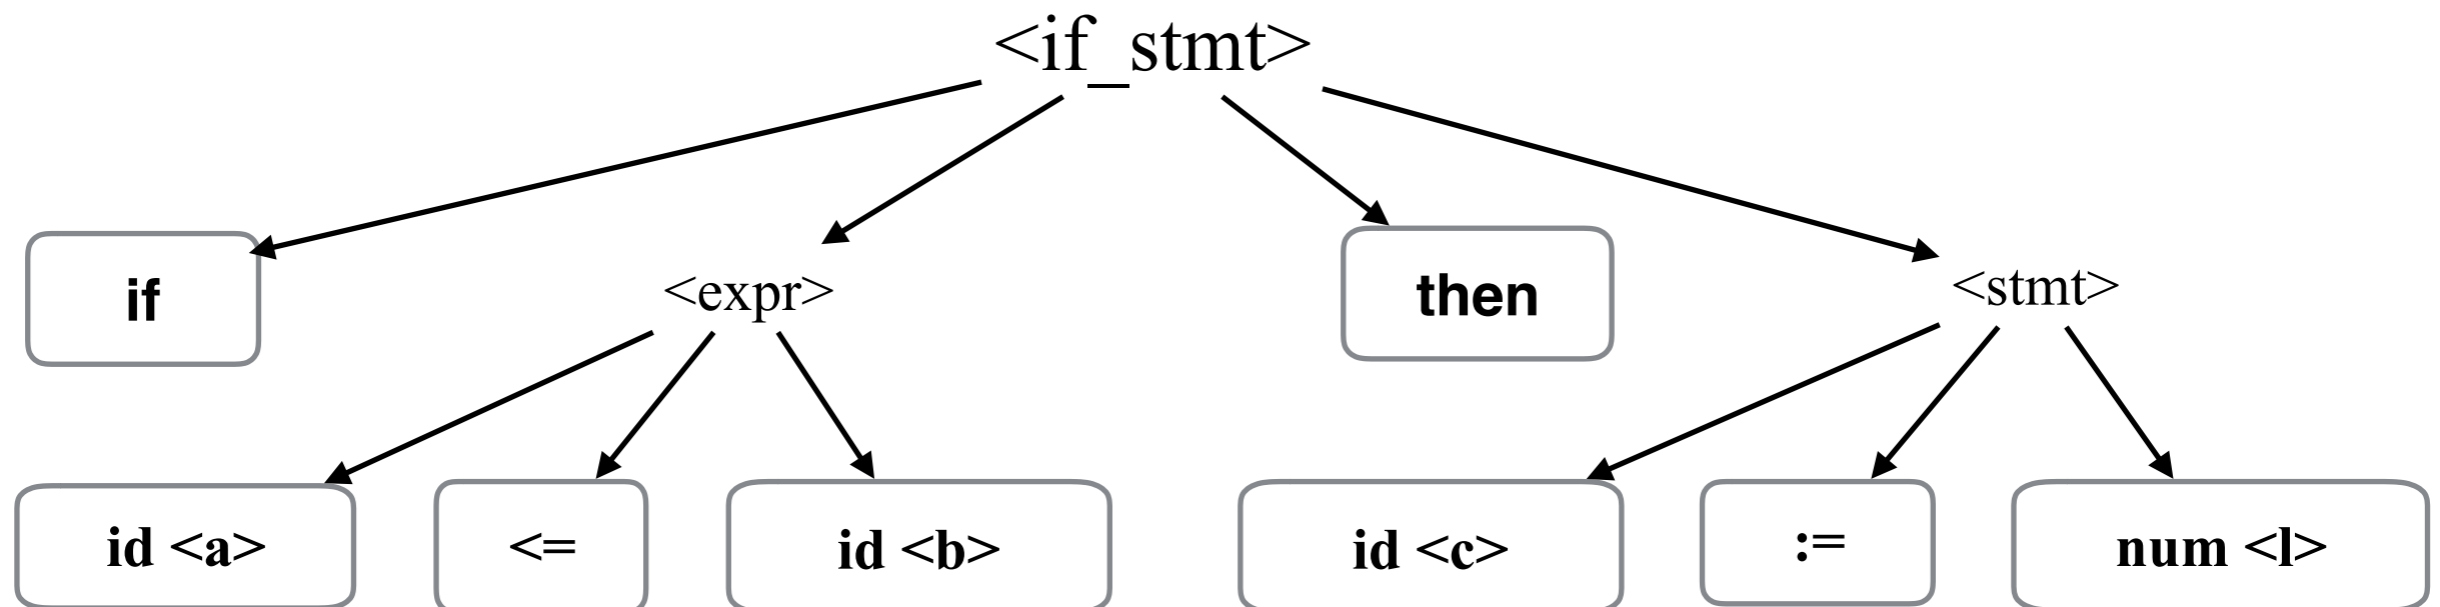 <if_stmt>
if
<expr>
then
<stmt>
id <a>
<=
id <b>
id <c>
:=
num <l>